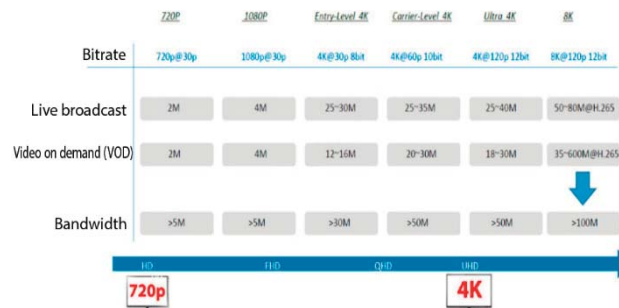 720P 1080P Entry-Level 4K Carrier-Level 4K Ultra 4K 8K
Bitrate 720p@30p 1080p@30p 4K@30p 8bit 4K@60p 10bit 4K@120p 12bit 8K@120p 12bit
Live broadcast 2M 4M 25~30M 25~35M 25~40M 50~80M@H.265
Video on demand (VOD) 2M 4M 12~16M 20~30M 18~30M 35~600M@H.265
Bandwidth >5M >5M >30M >50M >50M >100M
HD FHD QHD UHD
720p 4K